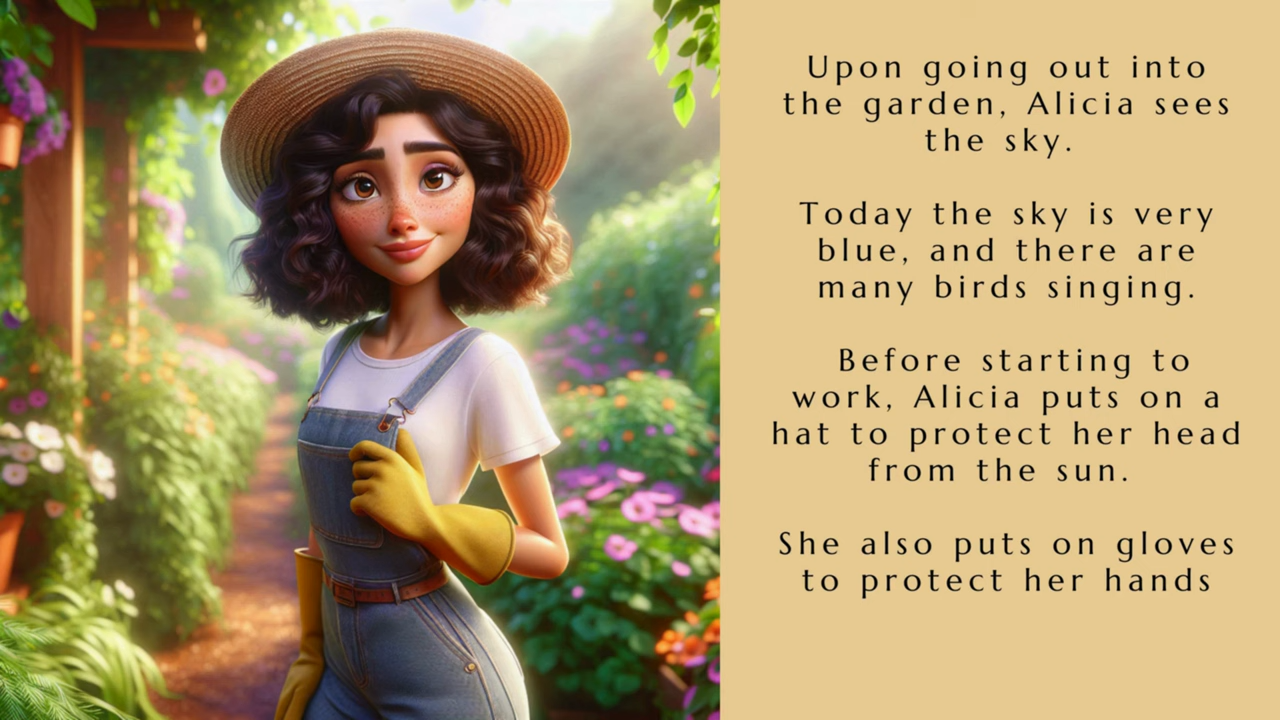 Upon going out into
the garden, Alicia sees
the sky.
Today the sky is very
blue, and there are
many birds singing.
Before starting to
work, Alicia puts on a
hat to protect her head
from the sun.
She also puts on gloves
to protect her hands